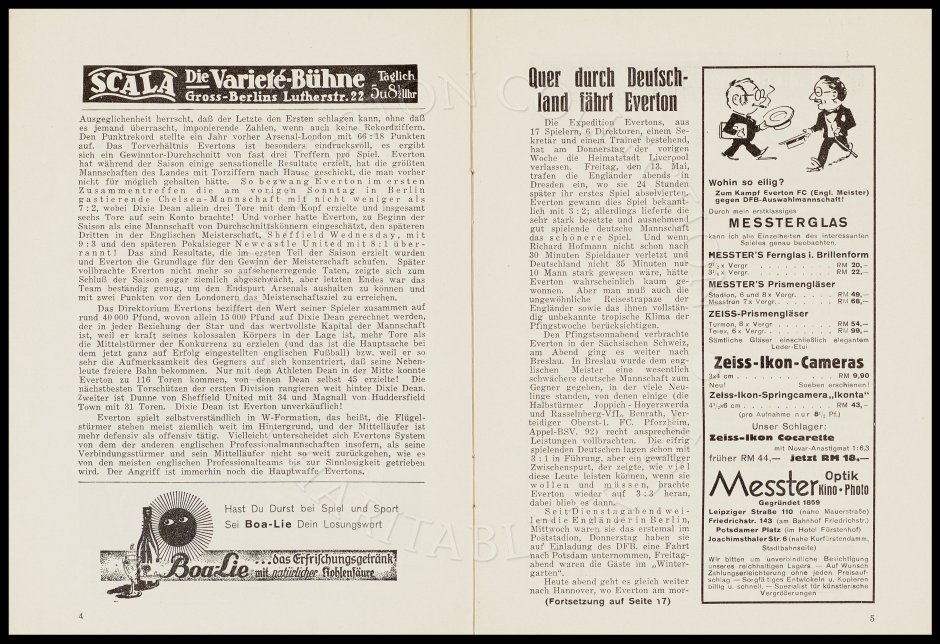 SCALA Die Varieté-Bühne Täglich
Gross-Berlins Lutherstr. 22 5 u 8½ Uhr
Ausgeglichenheit herrscht, daß der Letzte den Ersten schlagen kann, ohne daß
es jemand überrascht, imponierende Zahlen, wenn auch keine Rekordziffern.
Den Punktrekord stellte ein Jahr vorher Arsenal-London mit 66 : 18 Punkten
auf. Das Torverhältnis Evertons ist besonders eindrucksvoll, es ergibt
sich ein Gewinntor-Durchschnitt von fast drei Treffern pro Spiel. Everton
hat während der Saison einige sensationelle Resultate erzielt, hat die größten
Mannschaften des Landes mit Torziffern nach Hause geschickt, die man vorher
nicht für möglich gehalten hätte. So bezwang Everton im ersten
Zusammentreffen die am vorigen Sonntag in Berlin
gastierende Chelsea-Mannschaft mit nicht weniger als
7 : 2, wobei Dixie Dean allein drei Tore mit dem Kopf erzielte und insgesamt
sechs Tore auf sein Konto brachte! Und vorher hatte Everton, zu Beginn der
Saison als eine Mannschaft von Durchschnittskönnern eingeschätzt, den späteren
Dritten in der Englischen Meisterschaft, Sheffield Wednesday, mit
9 : 3 und den späteren Pokalsieger Newcastle United mit 8 : 1 über-
rannt! Das sind Resultate, die im ersten Teil der Saison erzielt wurden
und Everton die Grundlage für den Gewinn der Meisterschaft schufen. Später
vollbrachte Everton nicht mehr so aufsehenerregende Taten, zeigte sich zum
Schluß der Saison sogar ziemlich abgeschwächt, aber letzten Endes war das
Team beständig genug, um den Endspurt Arsenals aushalten zu können und
mit zwei Punkten vor den Londonern das Meisterschaftsziel zu erreichen.
Das Direktorium Evertons beziffert den Wert seiner Spieler zusammen auf
rund 40 000 Pfund, wovon allein 15 000 Pfund auf Dixie Dean gerechnet werden,
der in jeder Beziehung der Star und das wertvollste Kapital der Mannschaft
ist, weil er kraft seines kolossalen Körpers in der Lage ist, mehr Tore als
die Mittelstürmer der Konkurrenz zu erzielen (und das ist die Hauptsache bei
dem jetzt ganz auf Erfolg eingestellten englischen Fußball) bzw. weil er so
sehr die Aufmerksamkeit des Gegners auf sich konzentriert, daß seine Neben-
leute freiere Bahn bekommen. Nur mit dem Athleten Dean in der Mitte konnte
Everton zu 116 Toren kommen, von denen Dean selbst 45 erzielte! Die
nächstbesten Torschützen der ersten Division rangieren weit hinter Dixie Dean.
Zweiter ist Dunne von Sheffield United mit 34 und Magnall von Huddersfield
Town mit 31 Toren. Dixie Dean ist Everton unverkäuflich!
Everton spielt selbstverständlich in W-Formation, das heißt, die Flügel-
stürmer stehen meist ziemlich weit im Hintergrund, und der Mittelläufer ist
mehr defensiv als offensiv tätig. Vielleicht unterscheidet sich Evertons System
von dem der anderen englischen Professionalmannschaften insofern, als seine
Verbindungsstürmer und sein Mittelläufer nicht so weit zurückgehen, wie es
von den meisten englischen Professionalteams bis zur Sinnlosigkeit getrieben
wird. Der Angriff ist immerhin noch die Hauptwaffe Evertons.
Hast Du Durst bei Spiel und Sport
Sei Boa-Lie Dein Losungswort
Boa-Lie ...das Erfrischungsgetränk
mit natürlicher Kohlensäure
4
Quer durch Deutsch-
land fährt Everton
Die Expedition Evertons, aus
17 Spielern, 6 Direktoren, einem Se-
kretär und einem Trainer bestehend,
hat am Donnerstag der vorigen
Woche die Heimatstadt Liverpool
verlassen. Freitag, den 13. Mai,
trafen die Engländer abends in
Dresden ein, wo sie 24 Stunden
später ihr erstes Spiel absolvierten.
Everton gewann dies Spiel bekannt-
lich mit 3 : 2; allerdings lieferte die
sehr stark besetzte und ausnehmend
gut spielende deutsche Mannschaft
das schönere Spiel. Und wenn
Richard Hofmann nicht schon nach
30 Minuten Spieldauer verletzt und
Deutschland nicht 35 Minuten nur
10 Mann stark gewesen wäre, hätte
Everton wahrscheinlich kaum ge-
wonnen. Aber man muß auch die
ungewöhnliche Reisestrapaze der
Engländer sowie das ihnen vollstän-
dig unbekannte tropische Klima der
Pfingstwoche berücksichtigen.
Den Pfingstsonnabend verbrachte
Everton in der Sächsischen Schweiz,
am Abend ging es weiter nach
Breslau. In Breslau wurde dem eng-
lischen Meister eine wesentlich
schwächere deutsche Mannschaft zum
Gegner gegeben, in der viele Neu-
linge standen, von denen einige (die
Halbstürmer Joppich-Hoyerswerda
und Rasselnberg-VfL. Benrath, Ver-
teidiger Oberst-1. FC. Pforzheim,
Appel-BSV. 92) recht ansprechende
Leistungen vollbrachten. Die eifrig
spielenden Deutschen lagen schon mit
3 : 1 in Führung, aber ein gewaltiger
Zwischenspurt, der zeigte, wie viel
diese Leute leisten können, wenn sie
wollen und müssen, brachte
Everton wieder auf 3 : 3 heran,
dabei blieb es dann.
Seit Dienstag abend wei-
len die Engländer in Berlin,
Mittwoch waren sie das erstemal im
Poststadion, Donnerstag haben sie
auf Einladung des DFB. eine Fahrt
nach Potsdam unternommen, Freitag-
abend waren die Gäste im „Winter-
garten“.
Heute abend geht es gleich weiter
nach Hannover, wo Everton am mor-
(Fortsetzung auf Seite 17)
Wohin so eilig?
Zum Kampf Everton FC (Engl. Meister)
gegen DFB-Auswahlmannschaft!
Durch mein erstklassiges
MESSTERGLAS
kann ich alle Einzelheiten des interessanten
Spieles genau beobachten.
MESSTER'S Fernglas i. Brillenform
2½ x Vergr. RM 20,—
3½ x Vergr. RM 22,—
MESSTER'S Prismengläser
Stadion, 6 und 8x Vergr. RM 49,—
Messtron 7x Vergr. RM 68,—
ZEISS-Prismengläser
Turmon, 8x Vergr RM 54,—
Telex, 6x Vergr RM 99,—
Sämtliche Gläser einschließlich elegantem
Leder-Etui
Zeiss-Ikon-Cameras
3x4 cm RM 9,90
Neu! Soeben erschienen!
Zeiss-Ikon-Springcamera „Ikonta“
4½x6 cm RM 43,—
(pro Aufnahme nur 8½ Pf.)
Unser Schlager:
Zeiss-Ikon Cocarette
mit Novar-Anastigmat 1:6,3
früher RM 44.— Jetzt RM 18,—
Messter Optik
Kino • Photo
Gegründet 1859
Leipziger Straße 110 (nahe Mauerstraße)
Friedrichstr. 143 (am Bahnhof Friedrichstr.)
Potsdamer Platz (im Hotel Fürstenhof)
Joachimsthaler Str. 6 (nahe Kurfürstendamm,
Stadtbahnseite)
Wir bitten um unverbindliche Besichtigung
unseres reichhaltigen Lagers — Auf Wunsch
Zahlungserleichterung ohne jeden Preisauf-
schlag — Sorgfältiges Entwickeln u. Kopieren
billig u. schnell. — Spezialist für künstlerische
Vergrößerungen
5